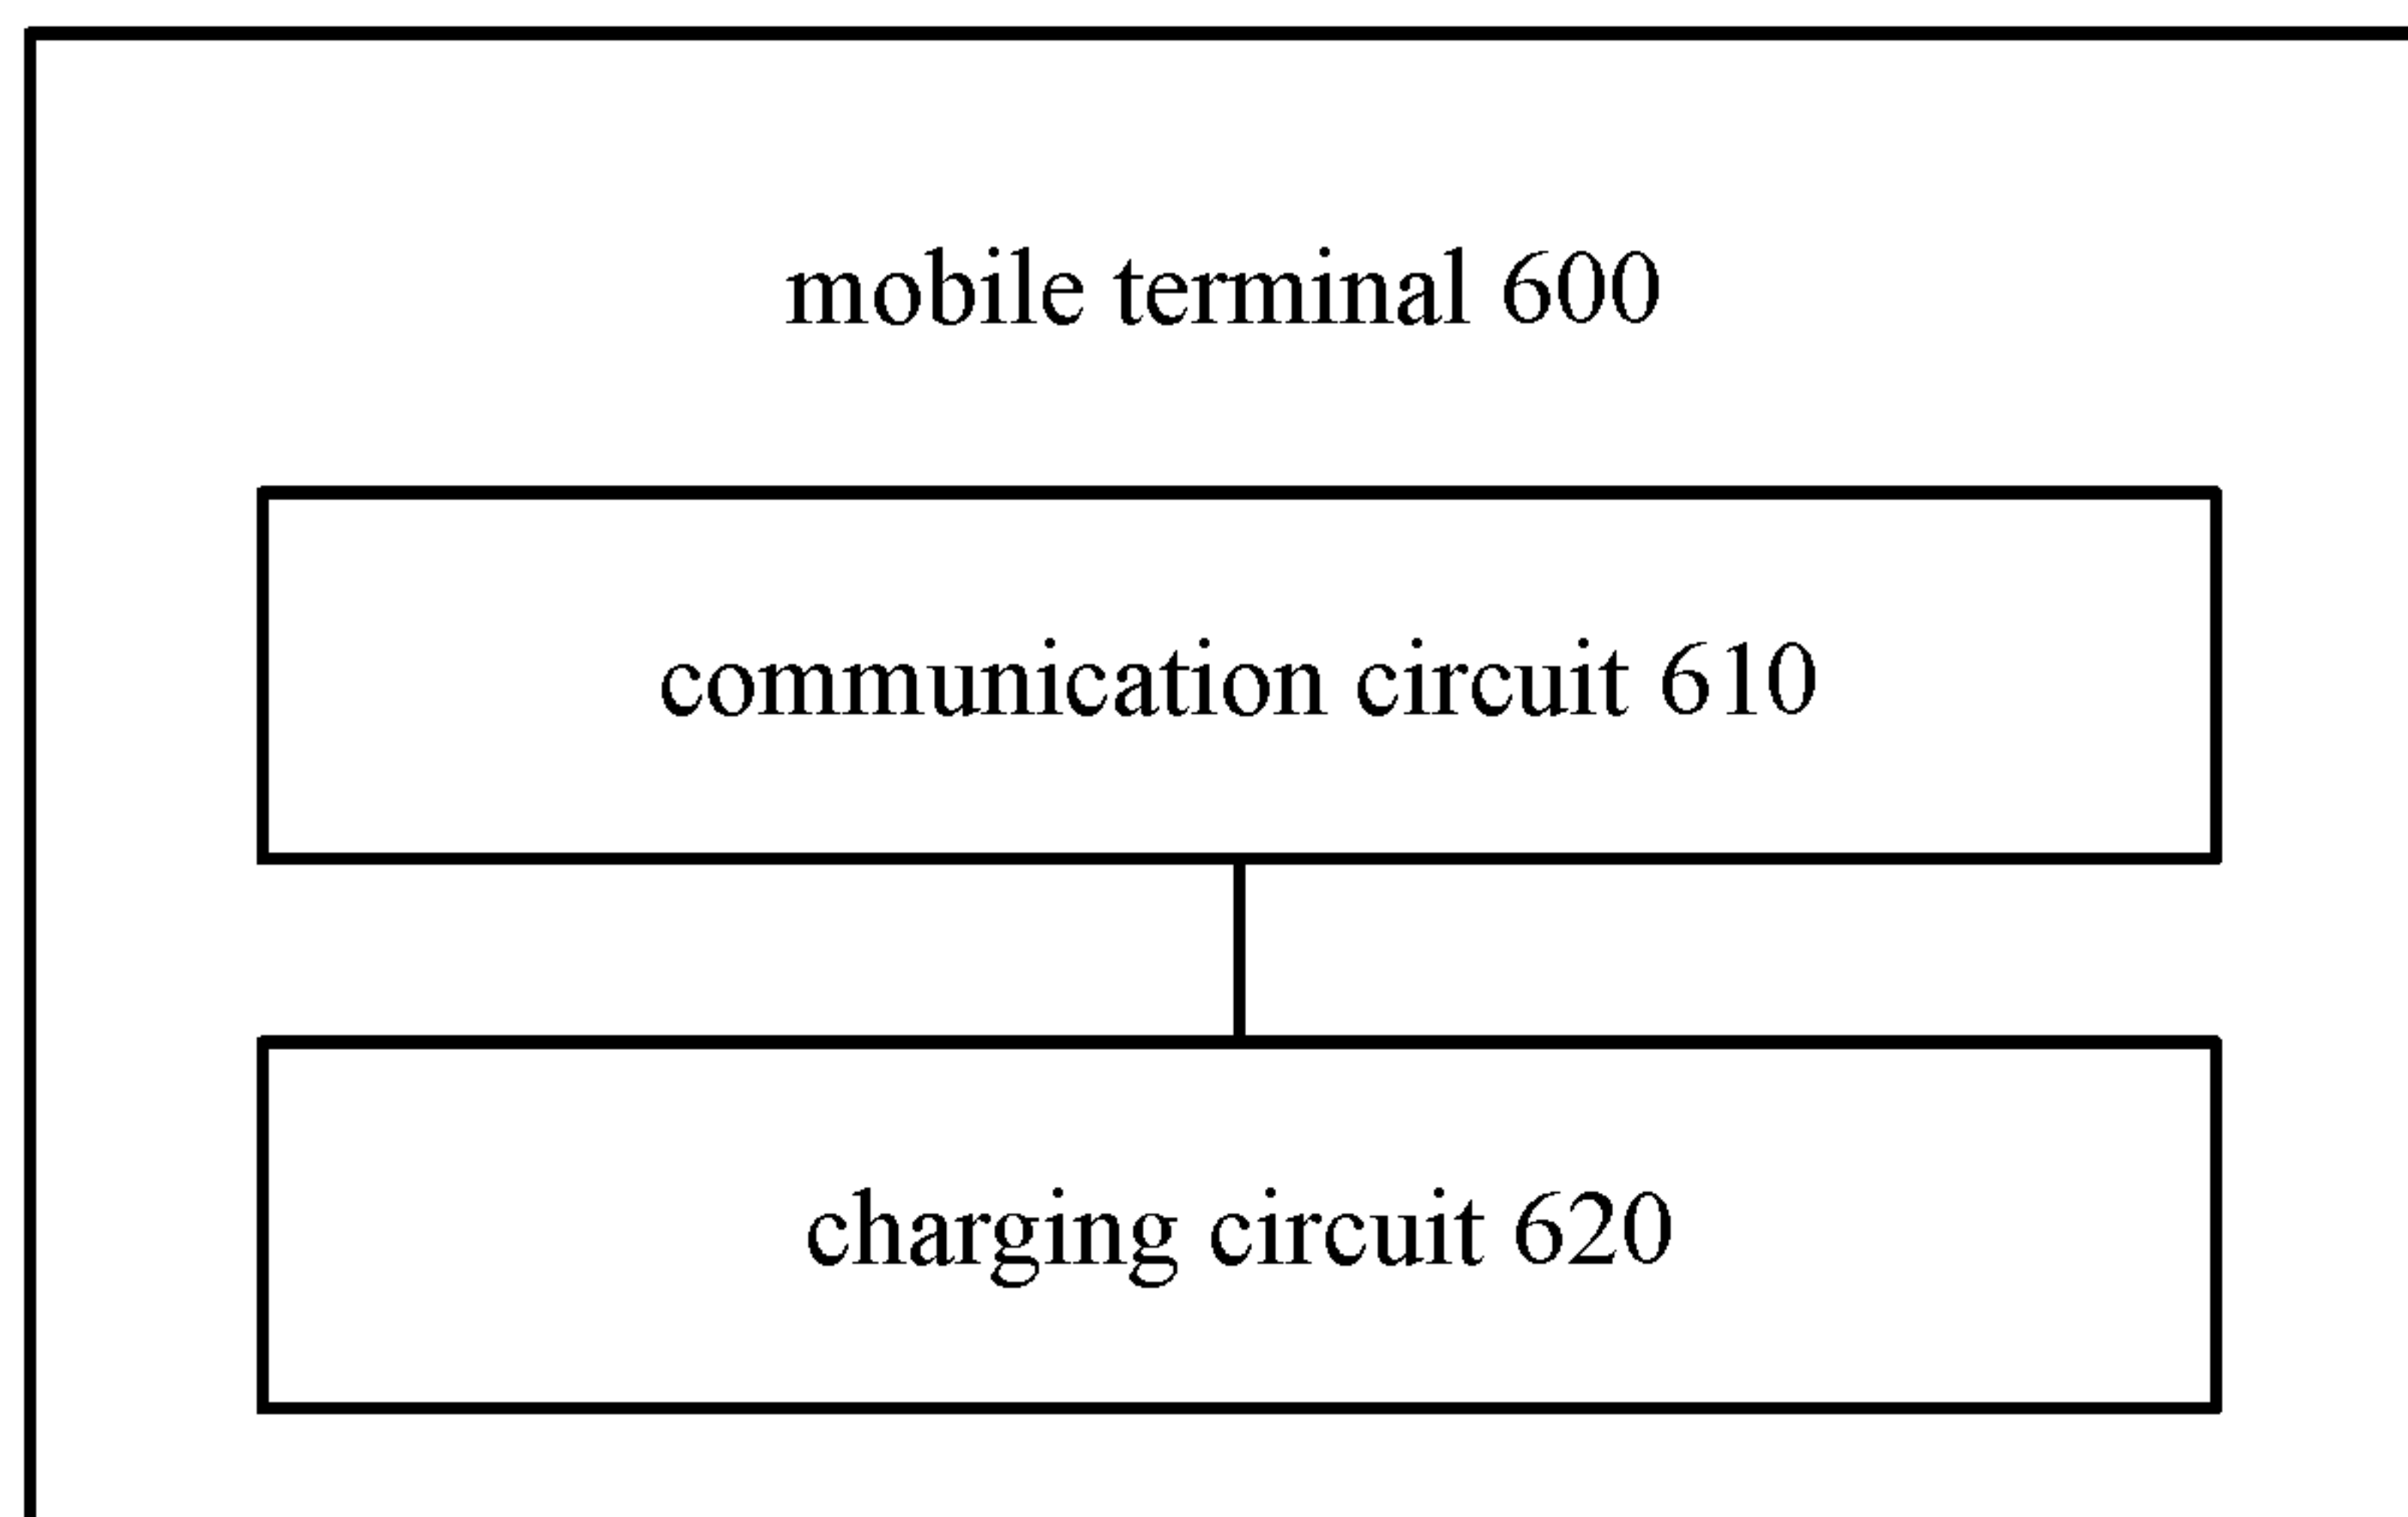 mobile terminal 600
communication circuit 610
charging circuit 620